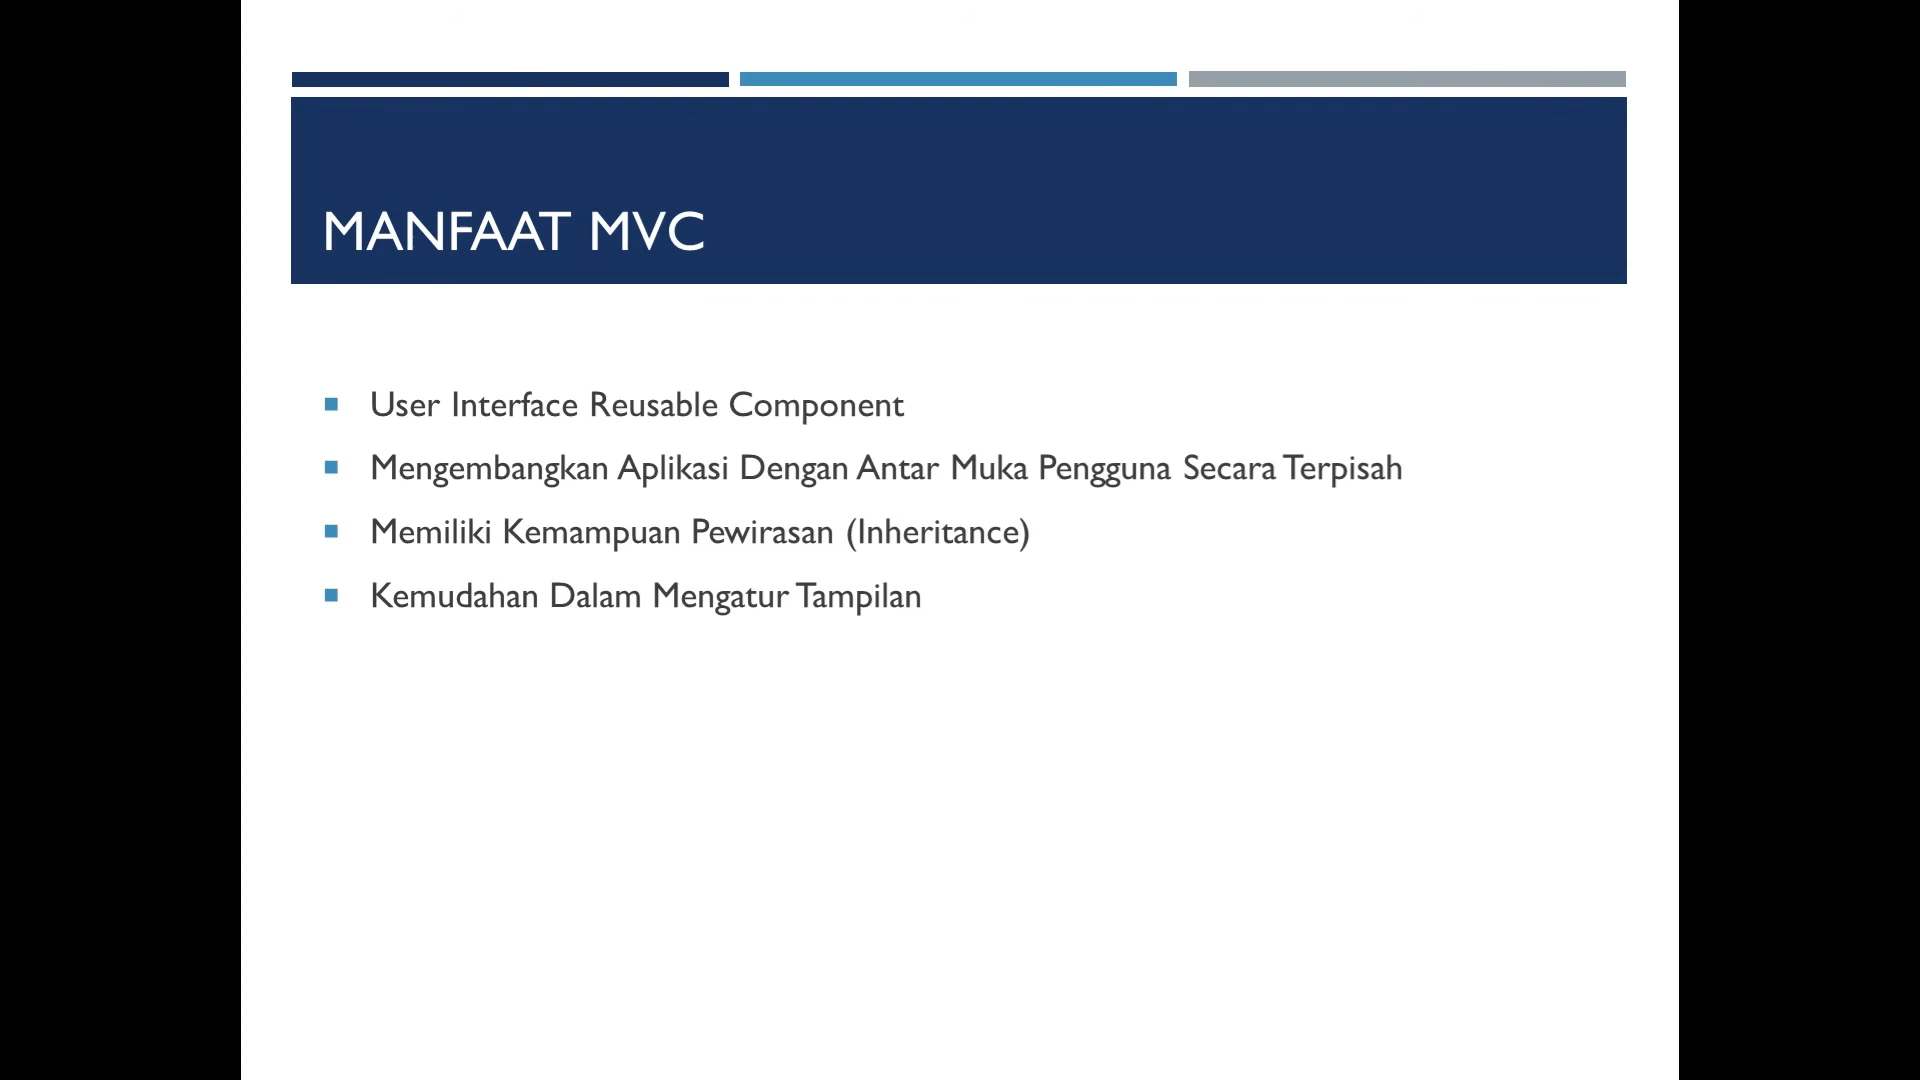 MANFAAT MVC
User Interface Reusable Component
Mengembangkan Aplikasi Dengan Antar Muka Pengguna Secara Terpisah
Memiliki Kemampuan Pewirasan (Inheritance)
Kemudahan Dalam Mengatur Tampilan